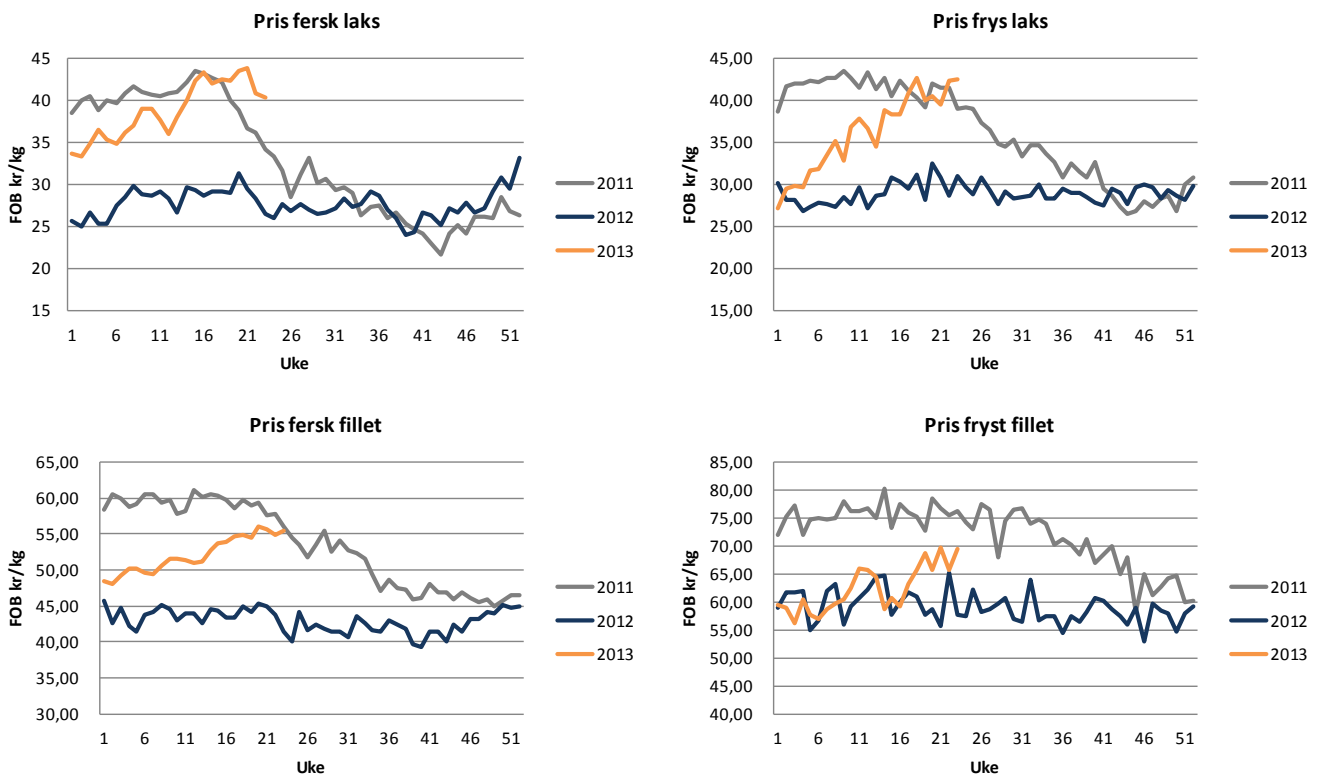 Pris fersk laks
FOB kr/kg
45
40
35
30
25
20
15
1 6 11 16 21 26 31 36 41 46 51
Uke
2011
2012
2013
Pris frys laks
FOB kr/kg
45,00
40,00
35,00
30,00
25,00
20,00
15,00
1 6 11 16 21 26 31 36 41 46 51
Uke
2011
2012
2013
Pris fersk fillet
FOB kr/kg
65,00
60,00
55,00
50,00
45,00
40,00
35,00
30,00
1 6 11 16 21 26 31 36 41 46 51
Uke
2011
2012
2013
Pris fryst fillet
FOB kr/kg
85,00
80,00
75,00
70,00
65,00
60,00
55,00
50,00
45,00
40,00
1 6 11 16 21 26 31 36 41 46 51
Uke
2011
2012
2013